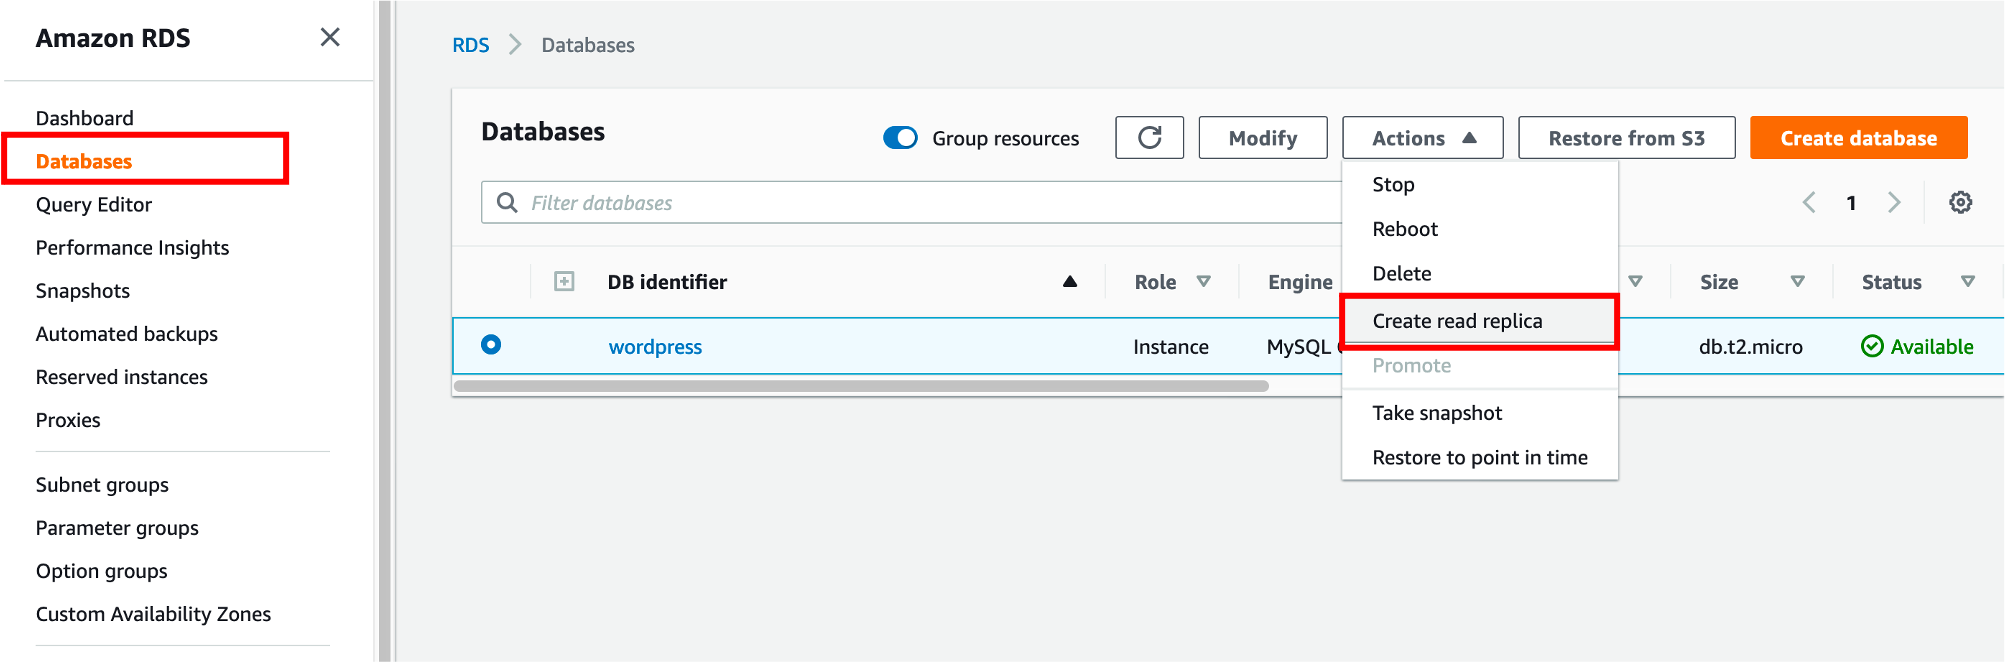 Amazon RDS
Dashboard
Databases
Query Editor
Performance Insights
Snapshots
Automated backups
Reserved instances
Proxies
Subnet groups
Parameter groups
Option groups
Custom Availability Zones
RDS > Databases
Databases
Group resources
Modify
Actions
Restore from S3
Create database
Filter databases
1
Stop
Reboot
Delete
Create read replica
Promote
Take snapshot
Restore to point in time
DB identifier Role Engine Size Status
wordpress Instance MySQL db.t2.micro Available